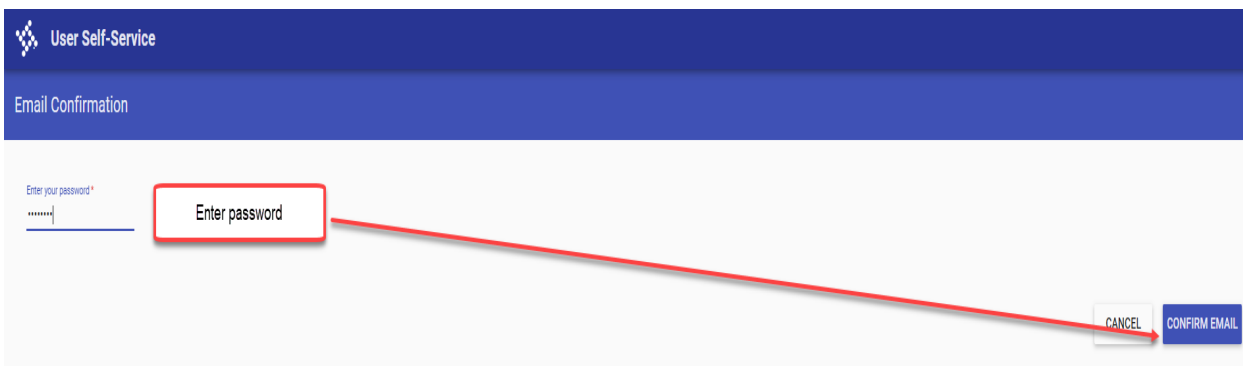 User Self-Service
Email Confirmation
Enter your password *
••••••••
Enter password
CANCEL
CONFIRM EMAIL